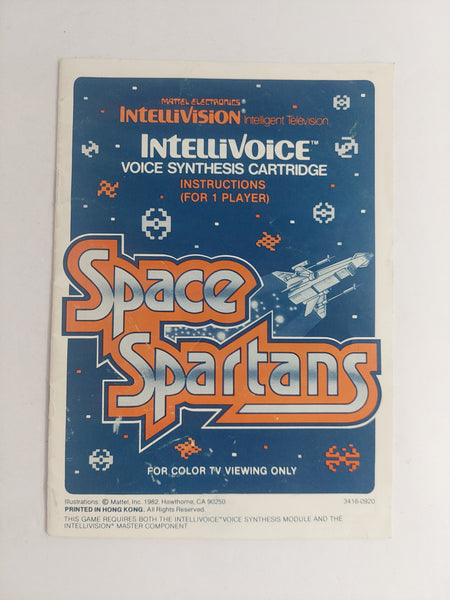 MATTEL ELECTRONICS®
INTELLIVISION Intelligent Television
INTELLIVOICE™
VOICE SYNTHESIS CARTRIDGE
INSTRUCTIONS
(FOR 1 PLAYER)
Space
Spartans
FOR COLOR TV VIEWING ONLY
Illustrations: © Mattel, Inc. 1982. Hawthorne, CA 90250 3416-0920
PRINTED IN HONG KONG. All Rights Reserved.
THIS GAME REQUIRES BOTH THE INTELLIVOICE™ VOICE SYNTHESIS MODULE AND THE
INTELLIVISION® MASTER COMPONENT